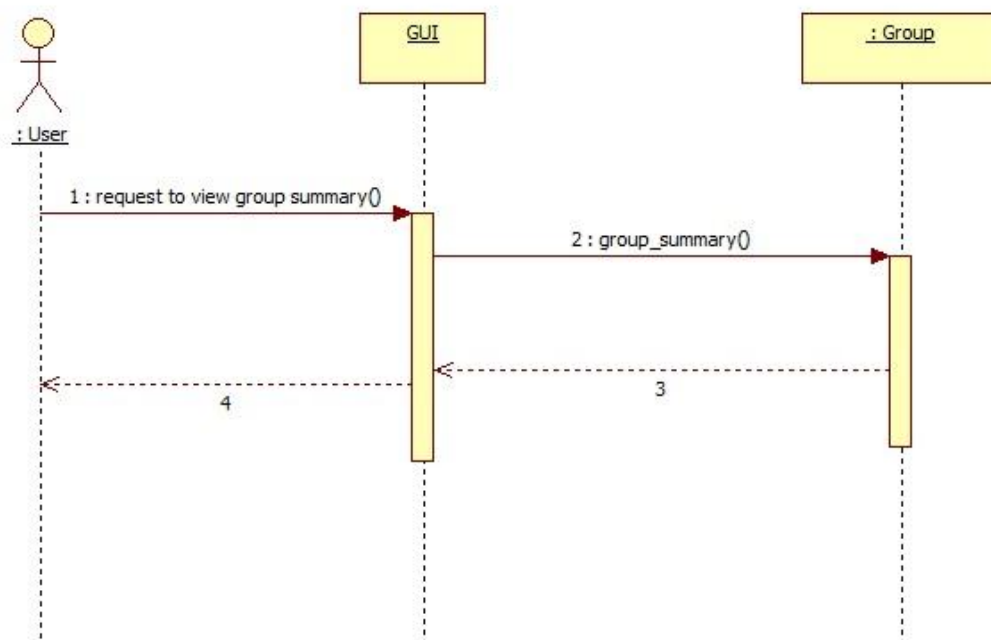 GUI
: Group
: User
1 : request to view group summary()
2 : group_summary()
3
4